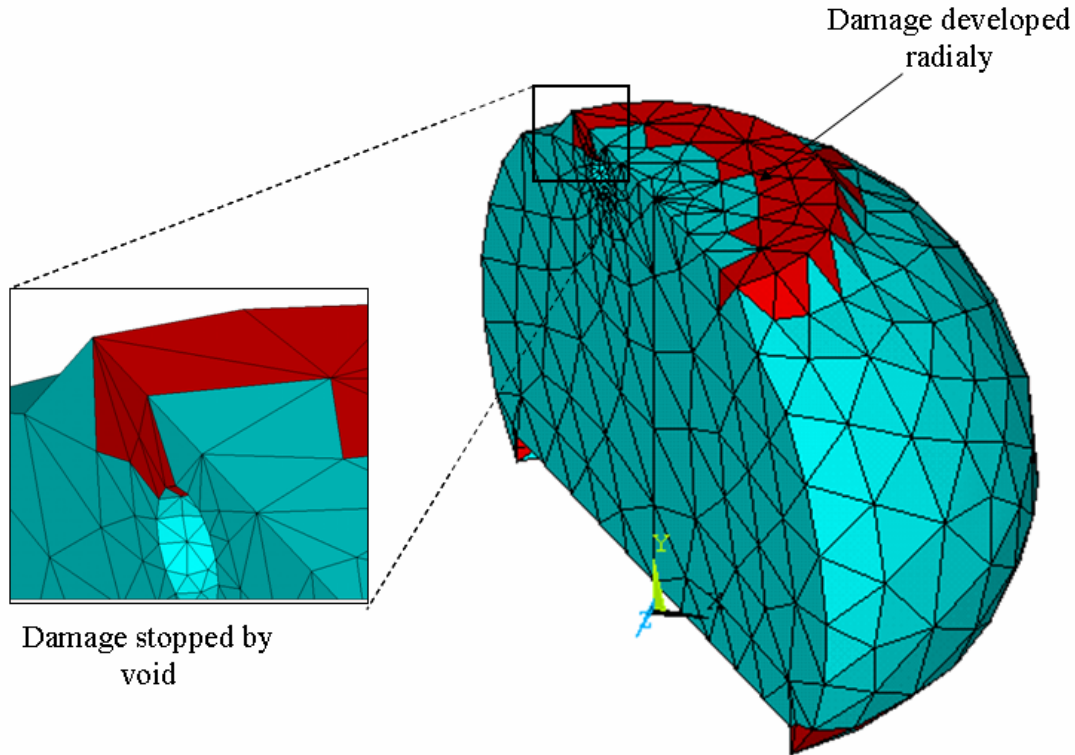 Damage developed
radialy
Damage stopped by
void
Y
X
Z